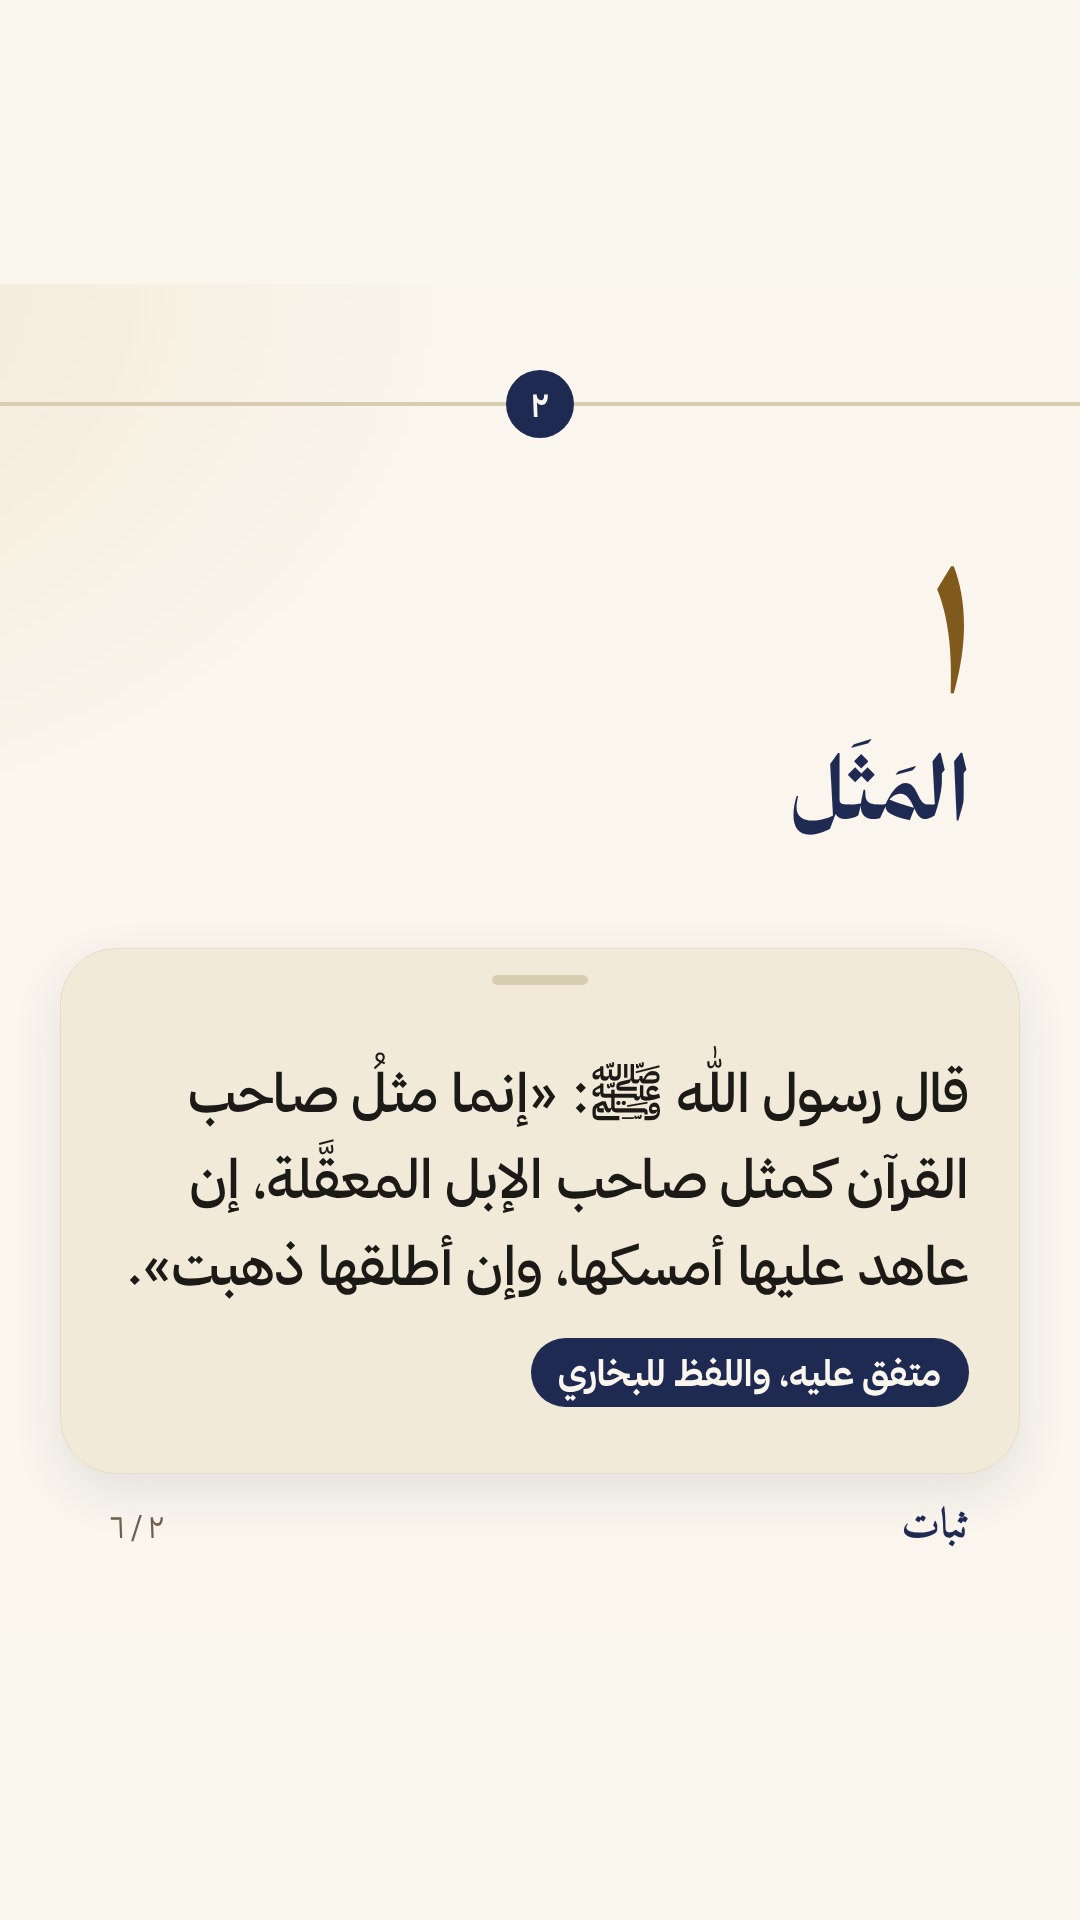 ٢
١
المَثَل
قال رسول اللّٰه ﷺ: «إنما مثلُ صاحب
القرآن كمثل صاحب الإبل المعقَّلة، إن
عاهد عليها أمسكها، وإن أطلقها ذهبت».
متفق عليه، واللفظ للبخاري
ثبات
٢ / ٦